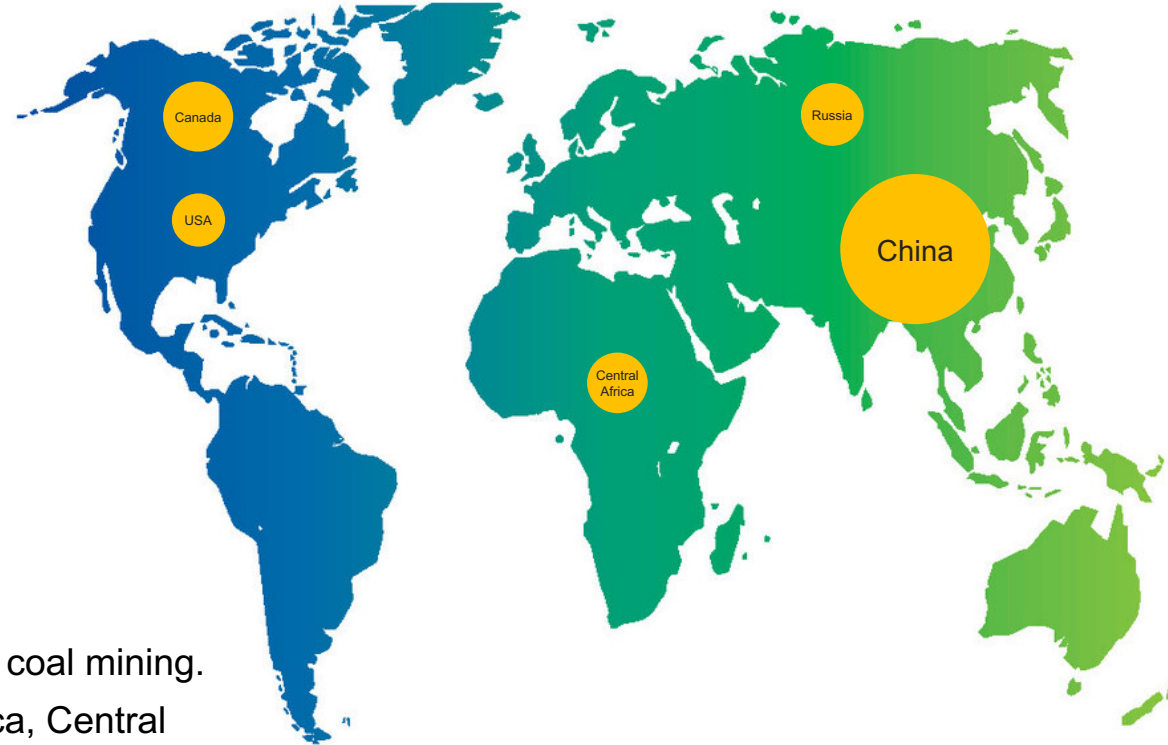 Canada
Russia
USA
China
Central
Africa
coal mining.
ca, Central